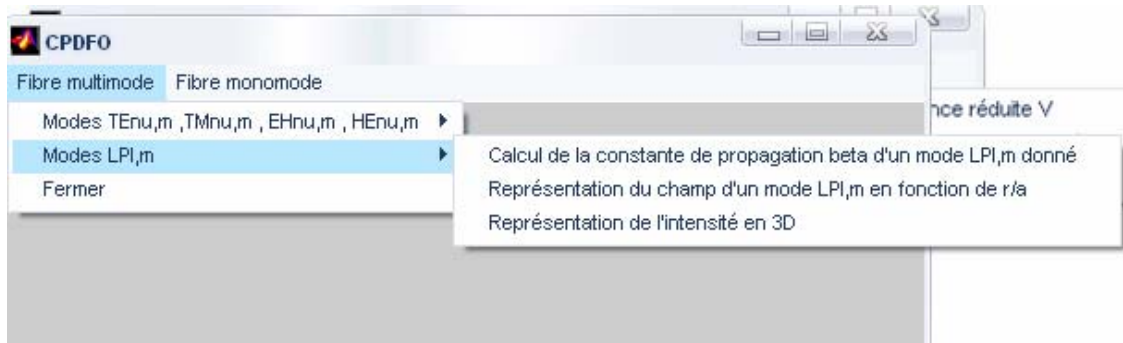 CPDFO
Fibre multimode Fibre monomode
Modes TEnu,m ,TMnu,m , EHnu,m , HEnu,m
Modes LPl,m
Fermer
Calcul de la constante de propagation beta d'un mode LPl,m donné
Représentation du champ d'un mode LPl,m en fonction de r/a
Représentation de l'intensité en 3D
réduite V